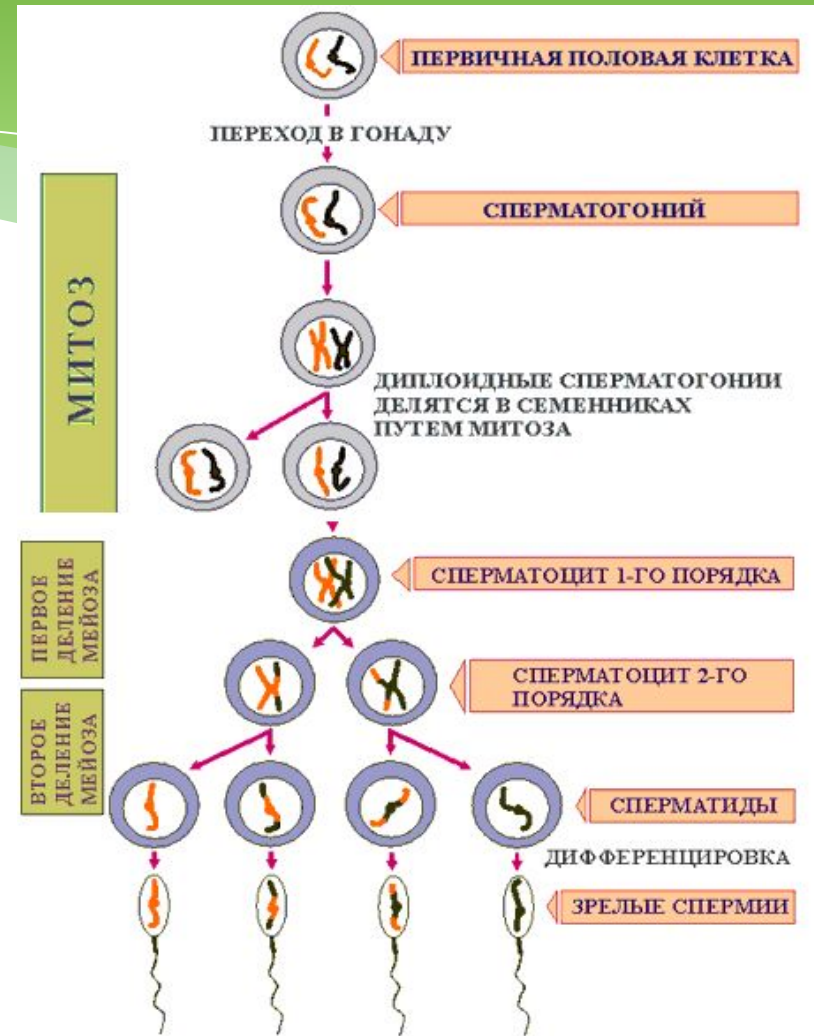 ПЕРВИЧНАЯ ПОЛОВАЯ КЛЕТКА
ПЕРЕХОД В ГОНАДУ
СПЕРМАТОГОНИЙ
МИТОЗ
ДИПЛОИДНЫЕ СПЕРМАТОГОНИИ
ДЕЛЯТСЯ В СЕМЕННИКАХ
ПУТЕМ МИТОЗА
ПЕРВОЕ
ДЕЛЕНИЕ
МЕЙОЗА
СПЕРМАТОЦИТ 1-ГО ПОРЯДКА
СПЕРМАТОЦИТ 2-ГО
ПОРЯДКА
ВТОРОЕ
ДЕЛЕНИЕ
МЕЙОЗА
СПЕРМАТИДЫ
ДИФФЕРЕНЦИРОВКА
ЗРЕЛЫЕ СПЕРМИИ